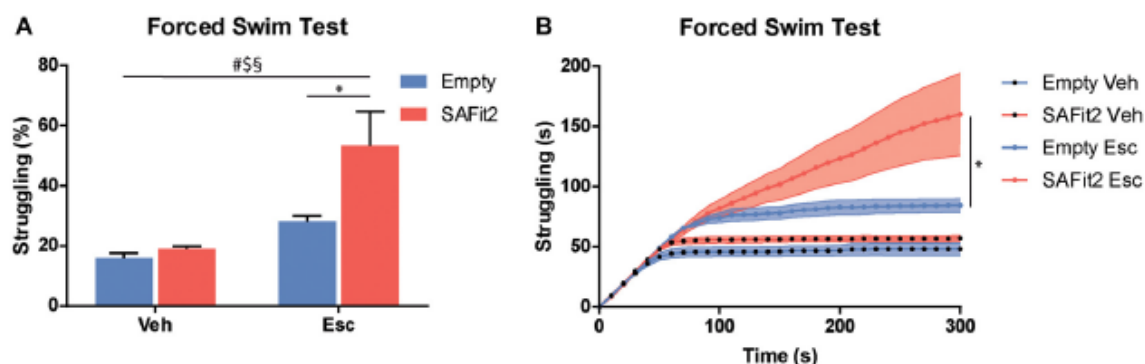 A Forced Swim Test
Struggling (%)
80
60
40
20
0
#$§
*
Empty
SAFit2
Veh Esc
B Forced Swim Test
Struggling (s)
200
150
100
50
0
0 100 200 300
Time (s)
*
Empty Veh
SAFit2 Veh
Empty Esc
SAFit2 Esc